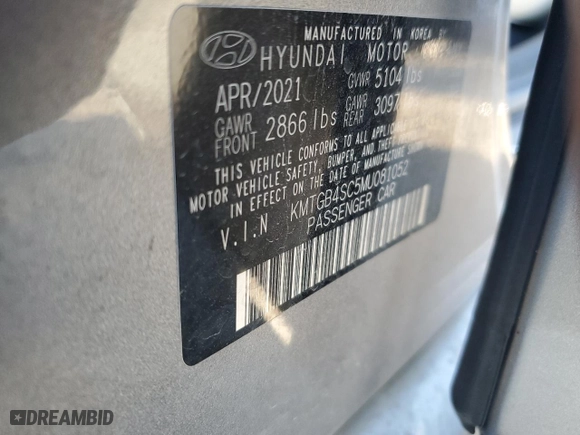 MANUFACTURED IN KOREA BY
HYUNDAI MOTOR
APR/2021 GVWR 5104 lbs
GAWR FRONT 2866 lbs GAWR REAR
THIS VEHICLE CONFORMS TO ALL APPLICABLE
MOTOR VEHICLE SAFETY, BUMPER, AND THEFT
IN EFFECT ON THE DATE OF MANUFACTURE
V.I.N KMTGB4SC5MU081052
PASSENGER CAR
DREAMBID